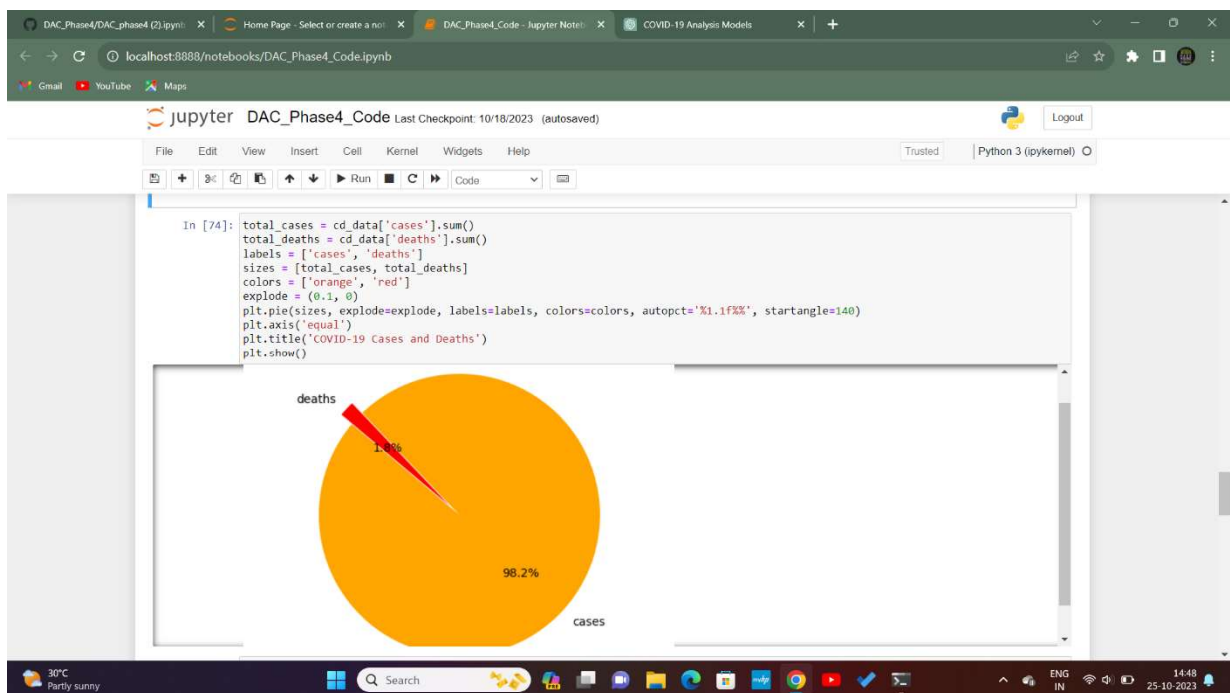 DAC_Phase4/DAC_phase4 (2).ipynb
Home Page - Select or create a not
DAC_Phase4_Code - Jupyter Noteb
COVID-19 Analysis Models
localhost:8888/notebooks/DAC_Phase4_Code.ipynb
Gmail YouTube Maps
jupyter DAC_Phase4_Code Last Checkpoint: 10/18/2023 (autosaved)
Logout
File Edit View Insert Cell Kernel Widgets Help
Trusted Python 3 (ipykernel)
Run Code
In [74]: total_cases = cd_data['cases'].sum()
total_deaths = cd_data['deaths'].sum()
labels = ['cases', 'deaths']
sizes = [total_cases, total_deaths]
colors = ['orange', 'red']
explode = (0.1, 0)
plt.pie(sizes, explode=explode, labels=labels, colors=colors, autopct='%1.1f%%', startangle=140)
plt.axis('equal')
plt.title('COVID-19 Cases and Deaths')
plt.show()
deaths
1.8%
98.2%
cases
30°C
Partly sunny
Search
ENG
IN
14:48
25-10-2023